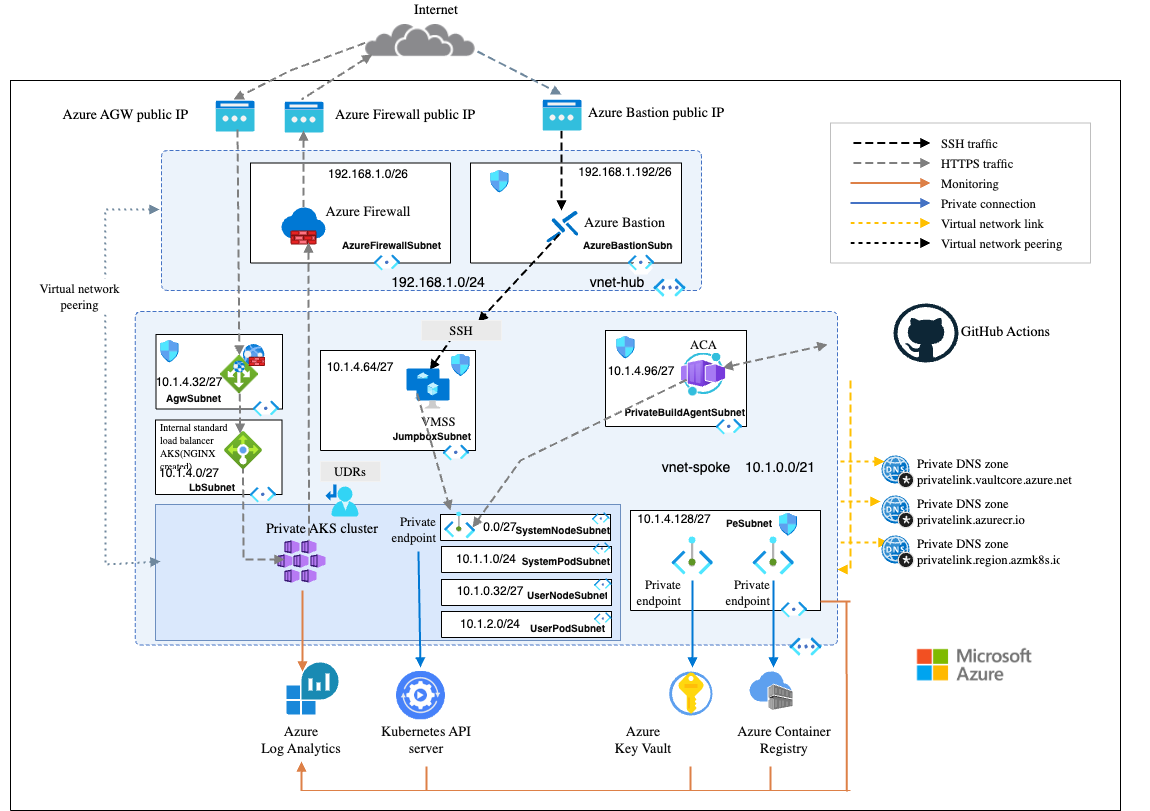 Internet
Azure AGW public IP
Azure Firewall public IP
Azure Bastion public IP
SSH traffic
HTTPS traffic
Monitoring
Private connection
Virtual network link
Virtual network peering
192.168.1.0/26
Azure Firewall
AzureFirewallSubnet
192.168.1.192/26
Azure Bastion
AzureBastionSubn
192.168.1.0/24
vnet-hub
Virtual network
peering
SSH
10.1.4.32/27
AgwSubnet
10.1.4.64/27
VMSS
JumpboxSubnet
ACA
10.1.4.96/27
PrivateBuildAgentSubnet
GitHub Actions
Internal standard
load balancer
AKS(NGINX
created)
10.1.4.0/27
LbSubnet
UDRs
vnet-spoke
10.1.0.0/21
Private DNS zone
privatelink.vaultcore.azure.net
Private DNS zone
privatelink.azurecr.io
Private DNS zone
privatelink.region.azmk8s.ic
DNS
DNS
DNS
Private AKS cluster
Private
endpoint
0.0/27
SystemNodeSubnet
10.1.1.0/24
SystemPodSubnet
10.1.0.32/27
UserNodeSubnet
10.1.2.0/24
UserPodSubnet
10.1.4.128/27
PeSubnet
Private
endpoint
Private
endpoint
Microsoft
Azure
Azure
Log Analytics
Kubernetes API
server
Azure
Key Vault
Azure Container
Registry